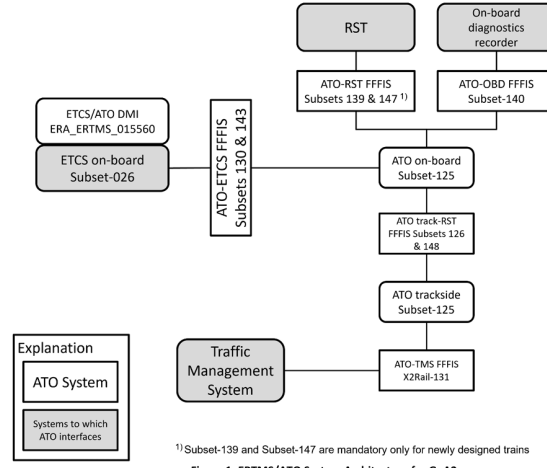 RST
On-board
diagnostics
recorder
ATO-RST FFFIS
Subsets 139 & 147 1)
ATO-OBD FFFIS
Subset-140
ETCS/ATO DMI
ERA_ERTMS_015560
ETCS on-board
Subset-026
ATO-ETCS FFFIS
Subsets 130 & 143
ATO on-board
Subset-125
ATO track-RST
FFFIS Subsets 126
& 148
ATO trackside
Subset-125
Explanation
ATO System
Systems to which
ATO interfaces
Traffic
Management
System
ATO-TMS FFFIS
X2Rail-131
1) Subset-139 and Subset-147 are mandatory only for newly designed trains